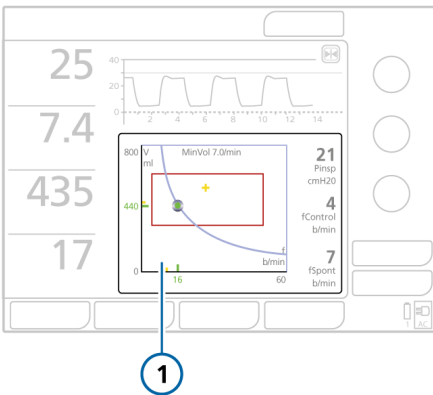 25
7.4
435
17
40
20
0
2
4
6
8
10
12
14
800 V
ml
MinVol 7.0/min
440
0
16
f
b/min
60
21
Pinsp
cmH20
4
fControl
b/min
7
fSpont
b/min
1
AC
1